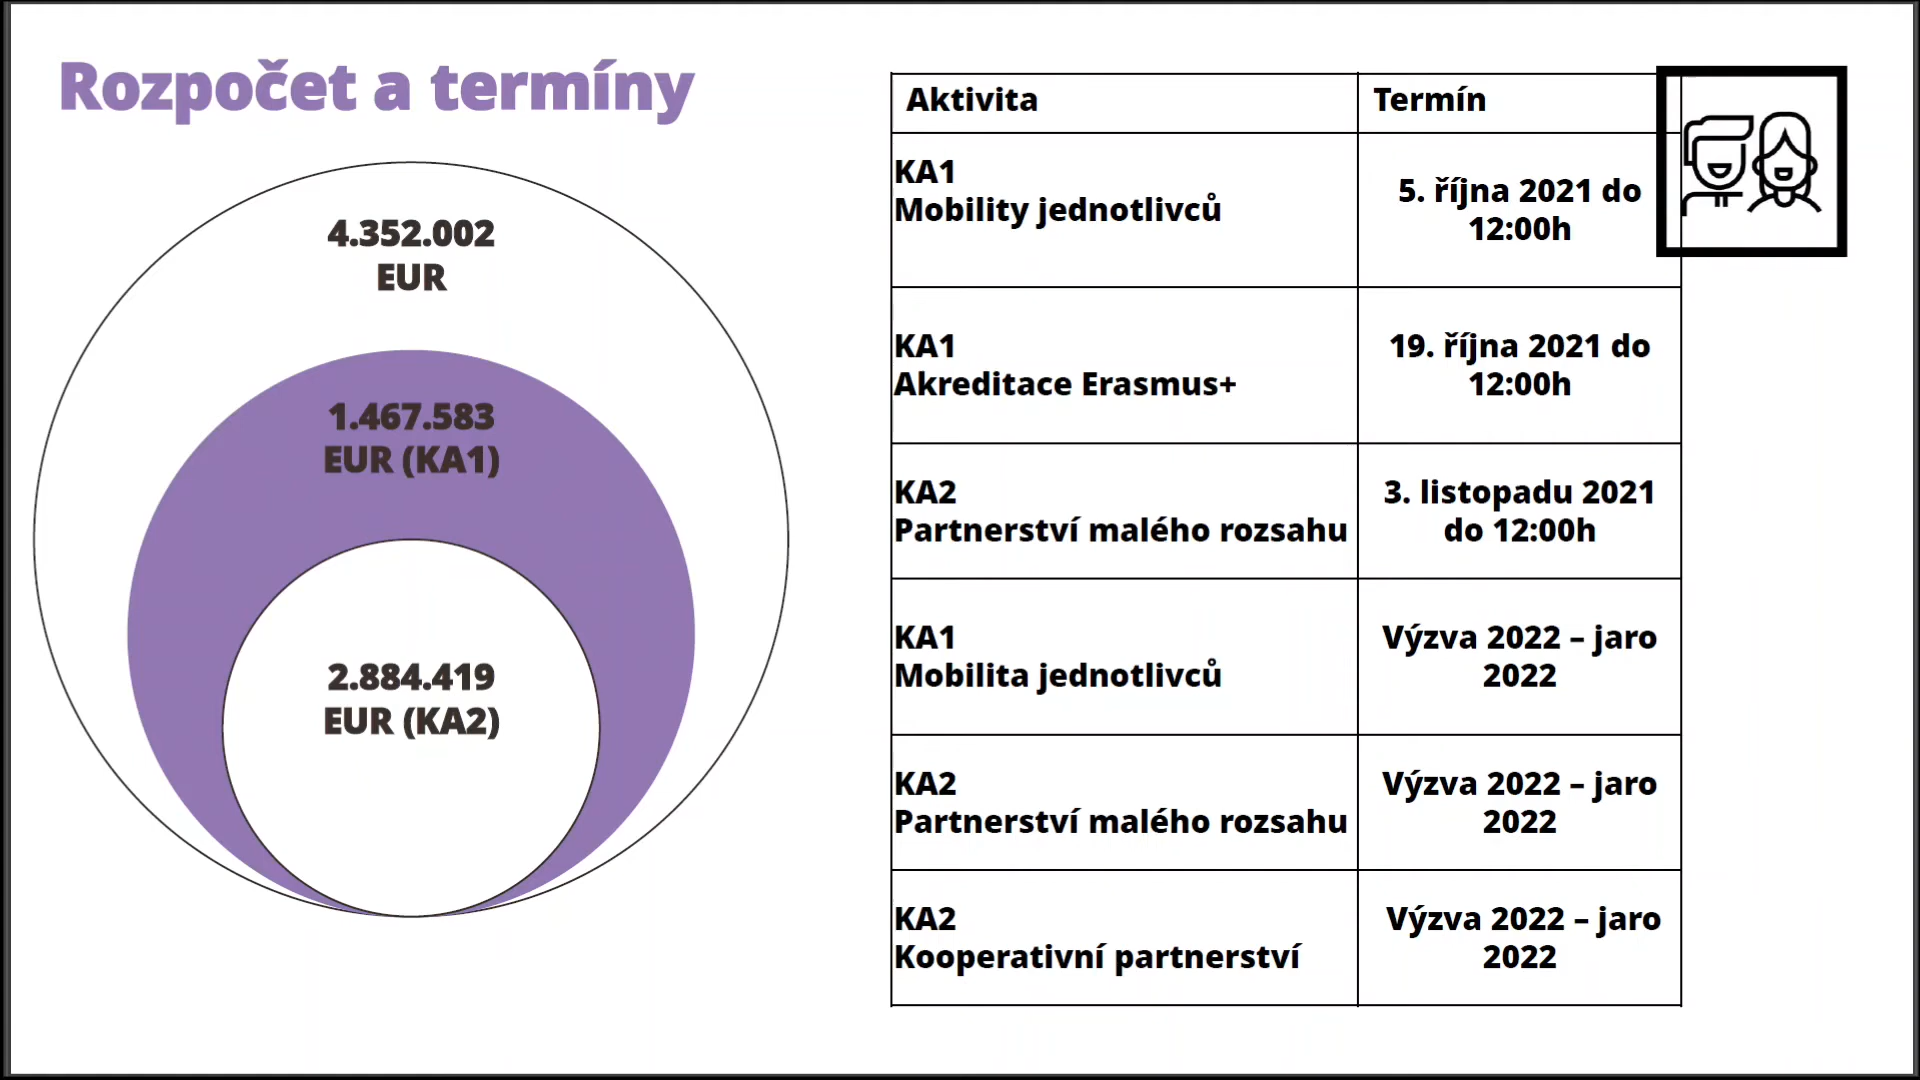 Rozpočet a termíny
4.352.002
EUR
1.467.583
EUR (KA1)
2.884.419
EUR (KA2)
Aktivita
Termín
KA1
Mobility jednotlivců
5. října 2021 do
12:00h
KA1
Akreditace Erasmus+
19. října 2021 do
12:00h
KA2
Partnerství malého rozsahu
3. listopadu 2021
do 12:00h
KA1
Mobilita jednotlivců
Výzva 2022 – jaro
2022
KA2
Partnerství malého rozsahu
Výzva 2022 – jaro
2022
KA2
Kooperativní partnerství
Výzva 2022 – jaro
2022